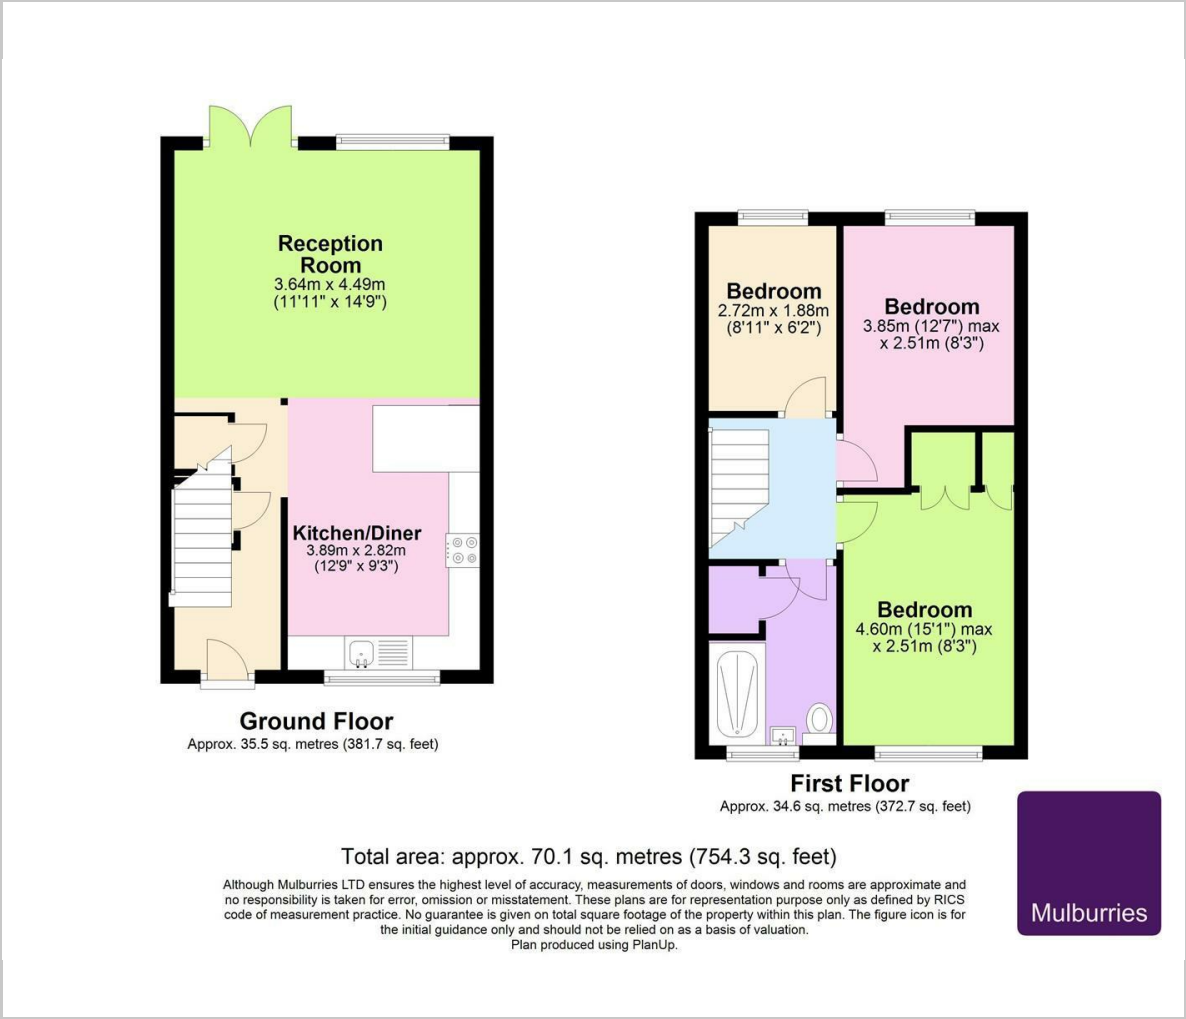 Reception
Room
3.64m x 4.49m
(11'11" x 14'9")
Kitchen/Diner
3.89m x 2.82m
(12'9" x 9'3")
Ground Floor
Approx. 35.5 sq. metres (381.7 sq. feet)
Bedroom
2.72m x 1.88m
(8'11" x 6'2")
Bedroom
3.85m (12'7") max
x 2.51m (8'3")
Bedroom
4.60m (15'1") max
x 2.51m (8'3")
First Floor
Approx. 34.6 sq. metres (372.7 sq. feet)
Total area: approx. 70.1 sq. metres (754.3 sq. feet)
Although Mulburries LTD ensures the highest level of accuracy, measurements of doors, windows and rooms are approximate and
no responsibility is taken for error, omission or misstatement. These plans are for representation purpose only as defined by RICS
code of measurement practice. No guarantee is given on total square footage of the property within this plan. The figure icon is for
the initial guidance only and should not be relied on as a basis of valuation.
Plan produced using PlanUp.
Mulburries